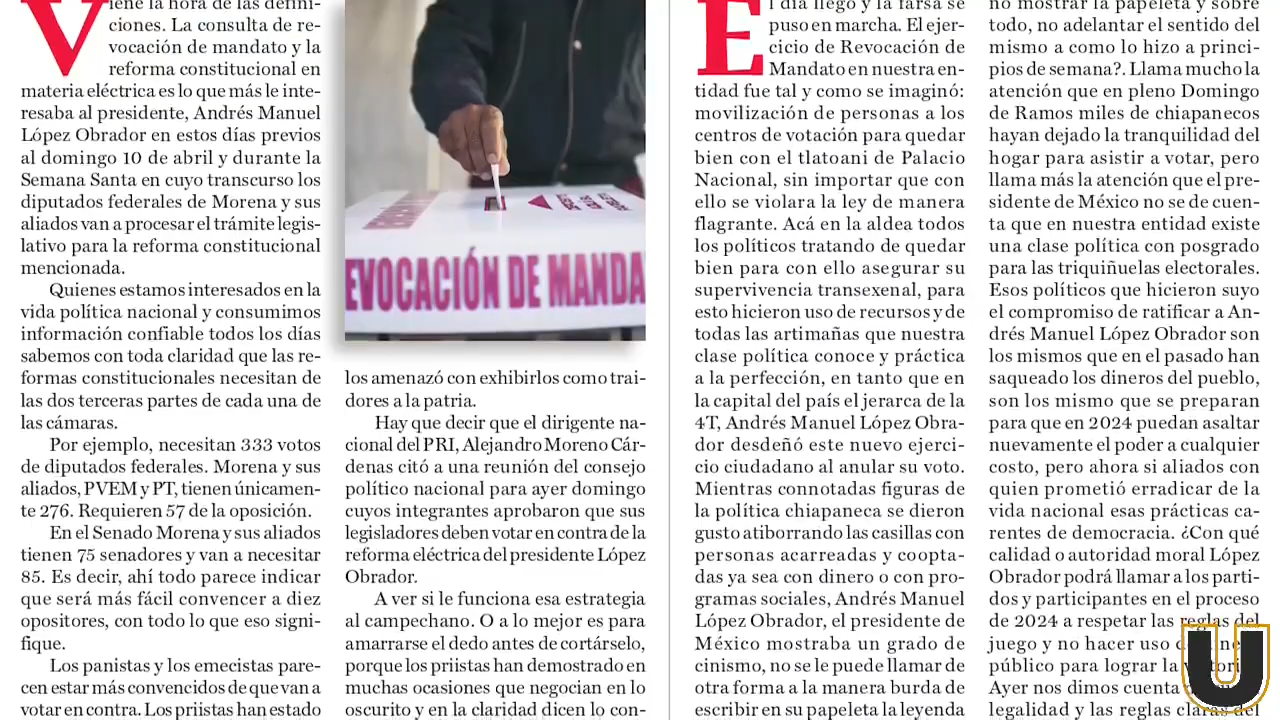 Viene la hora de las defini-
ciones. La consulta de re-
vocación de mandato y la
reforma constitucional en
materia eléctrica es lo que más le inte-
resaba al presidente, Andrés Manuel
López Obrador en estos días previos
al domingo 10 de abril y durante la
Semana Santa en cuyo transcurso los
diputados federales de Morena y sus
aliados van a procesar el trámite legis-
lativo para la reforma constitucional
mencionada.
Quienes estamos interesados en la
vida política nacional y consumimos
información confiable todos los días
sabemos con toda claridad que las re-
formas constitucionales necesitan de
las dos terceras partes de cada una de
las cámaras.
Por ejemplo, necesitan 333 votos
de diputados federales. Morena y sus
aliados, PVEM y PT, tienen únicamen-
te 276. Requieren 57 de la oposición.
En el Senado Morena y sus aliados
tienen 75 senadores y van a necesitar
85. Es decir, ahí todo parece indicar
que será más fácil convencer a diez
opositores, con todo lo que eso signi-
fique.
Los panistas y los emecistas pare-
cen estar más convencidos de que van a
votar en contra. Los priistas han estado
EVOCACIÓN DE MANDA
los amenazó con exhibirlos como trai-
dores a la patria.
Hay que decir que el dirigente na-
cional del PRI, Alejandro Moreno Cár-
denas citó a una reunión del consejo
político nacional para ayer domingo
cuyos integrantes aprobaron que sus
legisladores deben votar en contra de la
reforma eléctrica del presidente López
Obrador.
A ver si le funciona esa estrategia
al campechano. O a lo mejor es para
amarrarse el dedo antes de cortárselo,
porque los priistas han demostrado en
muchas ocasiones que negocian en lo
oscurito y en la claridad dicen lo con-
El día llegó y la farsa se
puso en marcha. El ejer-
cicio de Revocación de
Mandato en nuestra en-
tidad fue tal y como se imaginó:
movilización de personas a los
centros de votación para quedar
bien con el tlatoani de Palacio
Nacional, sin importar que con
ello se violara la ley de manera
flagrante. Acá en la aldea todos
los políticos tratando de quedar
bien para con ello asegurar su
supervivencia transexenal, para
esto hicieron uso de recursos y de
todas las artimañas que nuestra
clase política conoce y práctica
a la perfección, en tanto que en
la capital del país el jerarca de la
4T, Andrés Manuel López Obra-
dor desdeñó este nuevo ejerci-
cio ciudadano al anular su voto.
Mientras connotadas figuras de
la política chiapaneca se dieron
gusto atiborrando las casillas con
personas acarreadas y coopta-
das ya sea con dinero o con pro-
gramas sociales, Andrés Manuel
López Obrador, el presidente de
México mostraba un grado de
cinismo, no se le puede llamar de
otra forma a la manera burda de
escribir en su papeleta la leyenda
no mostrar la papeleta y sobre
todo, no adelantar el sentido del
mismo a como lo hizo a princi-
pios de semana?. Llama mucho la
atención que en pleno Domingo
de Ramos miles de chiapanecos
hayan dejado la tranquilidad del
hogar para asistir a votar, pero
llama más la atención que el pre-
sidente de México no se de cuen-
ta que en nuestra entidad existe
una clase política con posgrado
para las triquiñuelas electorales.
Esos políticos que hicieron suyo
el compromiso de ratificar a An-
drés Manuel López Obrador son
los mismos que en el pasado han
saqueado los dineros del pueblo,
son los mismo que se preparan
para que en 2024 puedan asaltar
nuevamente el poder a cualquier
costo, pero ahora si aliados con
quien prometió erradicar de la
vida nacional esas prácticas ca-
rentes de democracia. ¿Con qué
calidad o autoridad moral López
Obrador podrá llamar a los parti-
dos y participantes en el proceso
de 2024 a respetar las reglas del
juego y no hacer uso
público para lograr la
Ayer nos dimos cuenta
legalidad y las reglas claras del
U